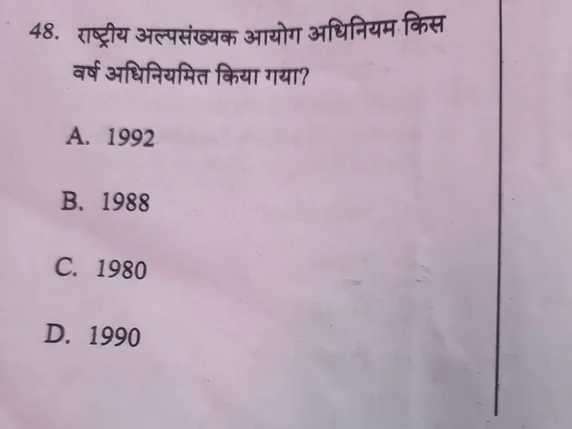 48. राष्ट्रीय अल्पसंख्यक आयोग अधिनियम किस
वर्ष अधिनियमित किया गया?
A. 1992
B. 1988
C. 1980
D. 1990